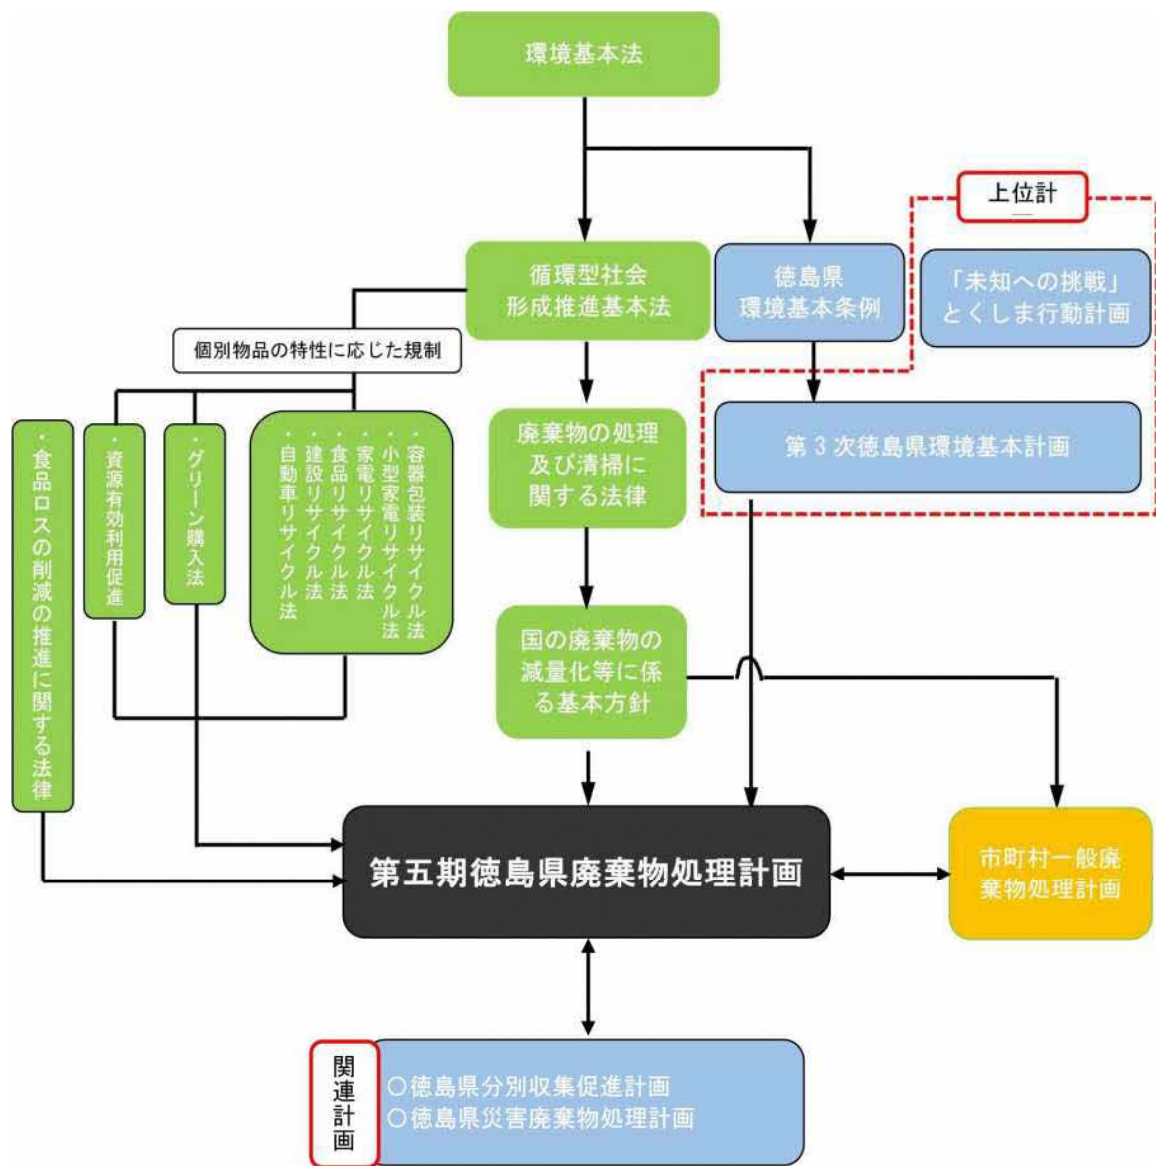 環境基本法
上位計
循環型社会
形成推進基本法
徳島県
環境基本条例
「未知への挑戦」
とくしま行動計画
個別物品の特性に応じた規制
第3次徳島県環境基本計画
・食品ロスの削減の推進に関する法律
・資源有効利用促進
・グリーン購入法
・容器包装リサイクル法
・小型家電リサイクル法
・家電リサイクル法
・食品リサイクル法
・建設リサイクル法
・自動車リサイクル法
廃棄物の処理
及び清掃に
関する法律
国の廃棄物の
減量化等に係
る基本方針
第五期徳島県廃棄物処理計画
市町村一般廃
棄物処理計画
関連計画
○徳島県分別収集促進計画
○徳島県災害廃棄物処理計画